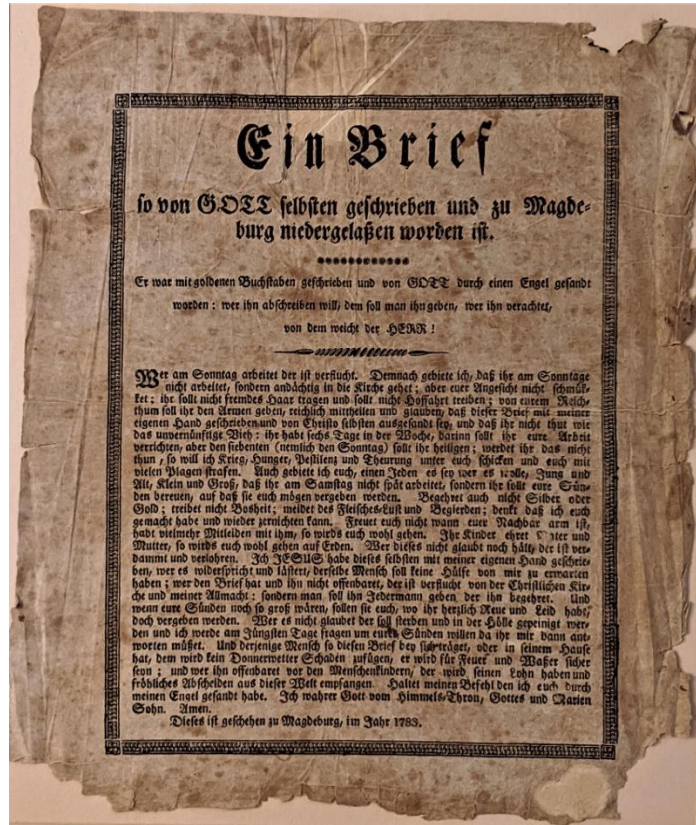 Ein Brief
so von GOTT selbsten geschrieben und zu Magde-
burg niedergelaßen worden ist.
Er war mit goldenen Buchstaben geschrieben und von GOTT durch einen Engel gesandt
worden: wer ihn abschreiben will, dem soll man ihn geben, wer ihn verachtet,
von dem weicht der HERR!
Wer am Sonntag arbeitet der ist verflucht. Demnach gebiete ich, daß ihr am Sonntage
nicht arbeitet, sondern andächtig in die Kirche gehet; aber euer Angesicht nicht schmük-
ket; ihr sollt nicht fremdes Haar tragen und sollt nicht Hoffahrt treiben; von eurem Reich-
thum soll ihr den Armen geben, reichlich mittheilen und glauben, daß dieser Brief mit meiner
eigenen Hand geschrieben und von Christo selbsten ausgesandt sey, und daß ihr nicht thut wie
das unvernünftige Vieh: ihr habt sechs Tage in der Woche, darinn sollt ihr eure Arbeit
verrichten, aber den siebenten (nemlich den Sonntag) sollt ihr heiligen; werdet ihr das nicht
thun, so will ich Krieg, Hunger, Pestilenz und Theurung unter euch schicken und euch mit
vielen Plagen strafen. Auch gebiete ich euch, einen Jeden es sey wer es wolle, Jung und
Alt, Klein und Groß, daß ihr am Samstag nicht spät arbeitet, sondern ihr sollt eure Sün-
den bereuen, auf daß sie euch mögen vergeben werden. Begehret auch nicht Silber oder
Gold; treibet nicht Bosheit; meidet des Fleisches-Lust und Begierden; denkt daß ich euch
gemacht habe und wieder zernichten kann. Freuet euch nicht wann euer Nachbar arm ist,
habt vielmehr Mitleiden mit ihm, so wirds euch wohl gehen. Ihr Kinder ehret Vater und
Mutter, so wirds euch wohl gehen auf Erden. Wer dieses nicht glaubt noch hält, der ist ver-
dammt und verlohren. Ich JESUS habe dieses selbsten mit meiner eigenen Hand geschrie-
ben, wer es widerspricht und lästert, derselbe Mensch soll keine Hülfe von mir zu erwarten
haben; wer den Brief hat und ihn nicht offenbaret, der ist verflucht von der Christlichen Kir-
che und meiner Allmacht: sondern man soll ihn Jedermann geben der ihn begehret. Und
wenn eure Sünden noch so groß wären, sollen sie euch, wo ihr herzlich Reue und Leid habt,
doch vergeben werden. Wer es nicht glaubet der soll sterben und in der Hölle gepeinigt wer-
den und ich werde am Jüngsten Tage fragen um eurer Sünden willen da ihr mir dann ant-
worten müßet. Und derjenige Mensch so diesen Brief bey sich träget, oder in seinem Hause
hat, dem wird kein Donnerwetter Schaden zufügen, er wird für Feuer und Waßer sicher
seyn; und wer ihn offenbaret vor den Menschenkindern, der wird seinen Lohn haben und
fröhliches Abscheiden aus dieser Welt empfangen. Haltet meinen Befehl den ich euch durch
meinen Engel gesandt habe. Ich wahrer Gott vom Himmels-Thron, Gottes und Marien
Sohn. Amen.
Dieses ist geschehen zu Magdeburg, im Jahr 1783.